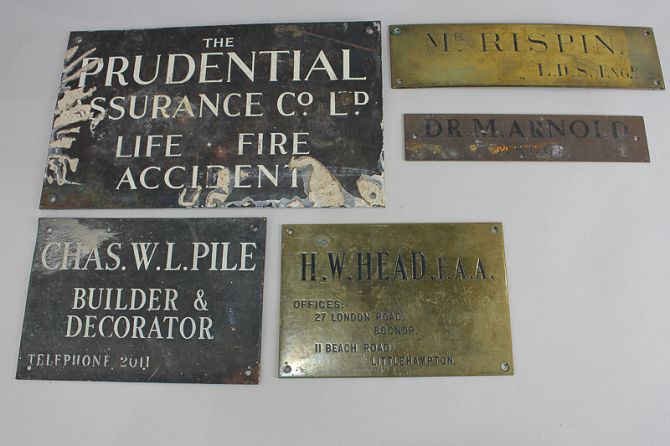 THE
PRUDENTIAL
SSURANCE Co LD
LIFE · FIRE
ACCIDENT
MR RISPIN.
L.D.S. ENGD
DR. M. ARNOLD
CHAS. W. L. PILE
BUILDER &
DECORATOR
TELEPHONE. 2011
H. W. HEAD. F.A.A.
OFFICES:-
27 LONDON ROAD,
BOGNOR.
11 BEACH ROAD,
LITTLEHAMPTON.